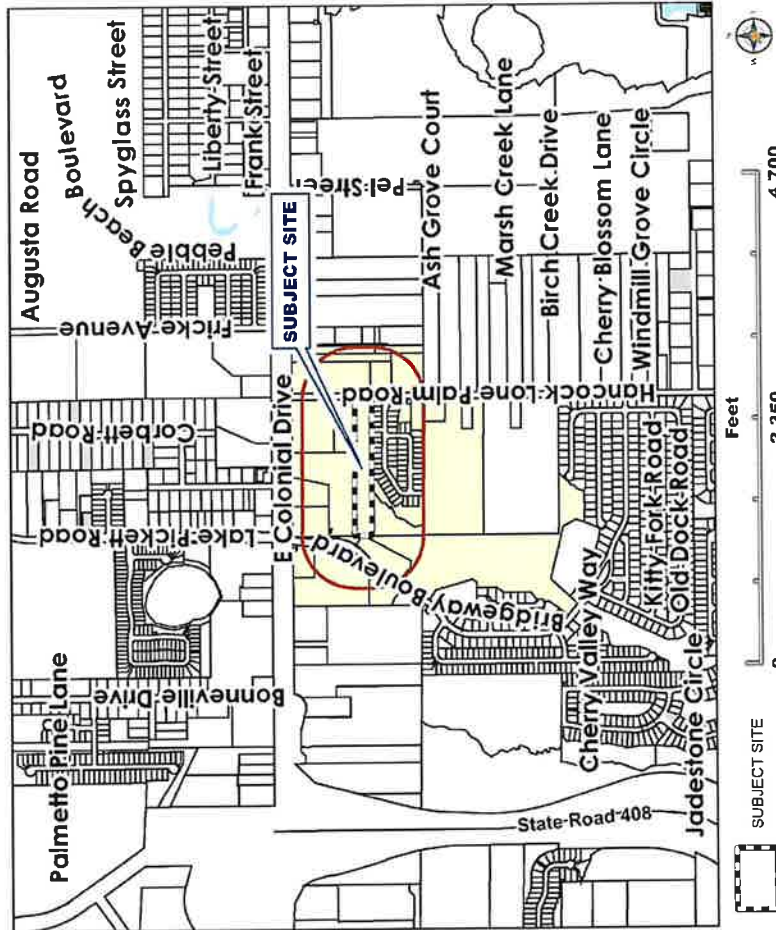 Augusta Road
Boulevard
Pebble Beach
Spyglass Street
Liberty Street
Frank Street
Fricke Avenue
Corbett Road
Lake Pickett Road
Bonneville Drive
Palmetto Pine Lane
E Colonial Drive
SUBJECT SITE
Pel Street
Ash Grove Court
Marsh Creek Lane
Birch Creek Drive
Cherry Blossom Lane
Windmill Grove Circle
Hancock Lone Palm Road
Bridgeway Boulevard
Cherry Valley Way
Kitty Fork Road
Old Dock Road
Jadestone Circle
State Road 408
Feet
4,700
SUBJECT SITE